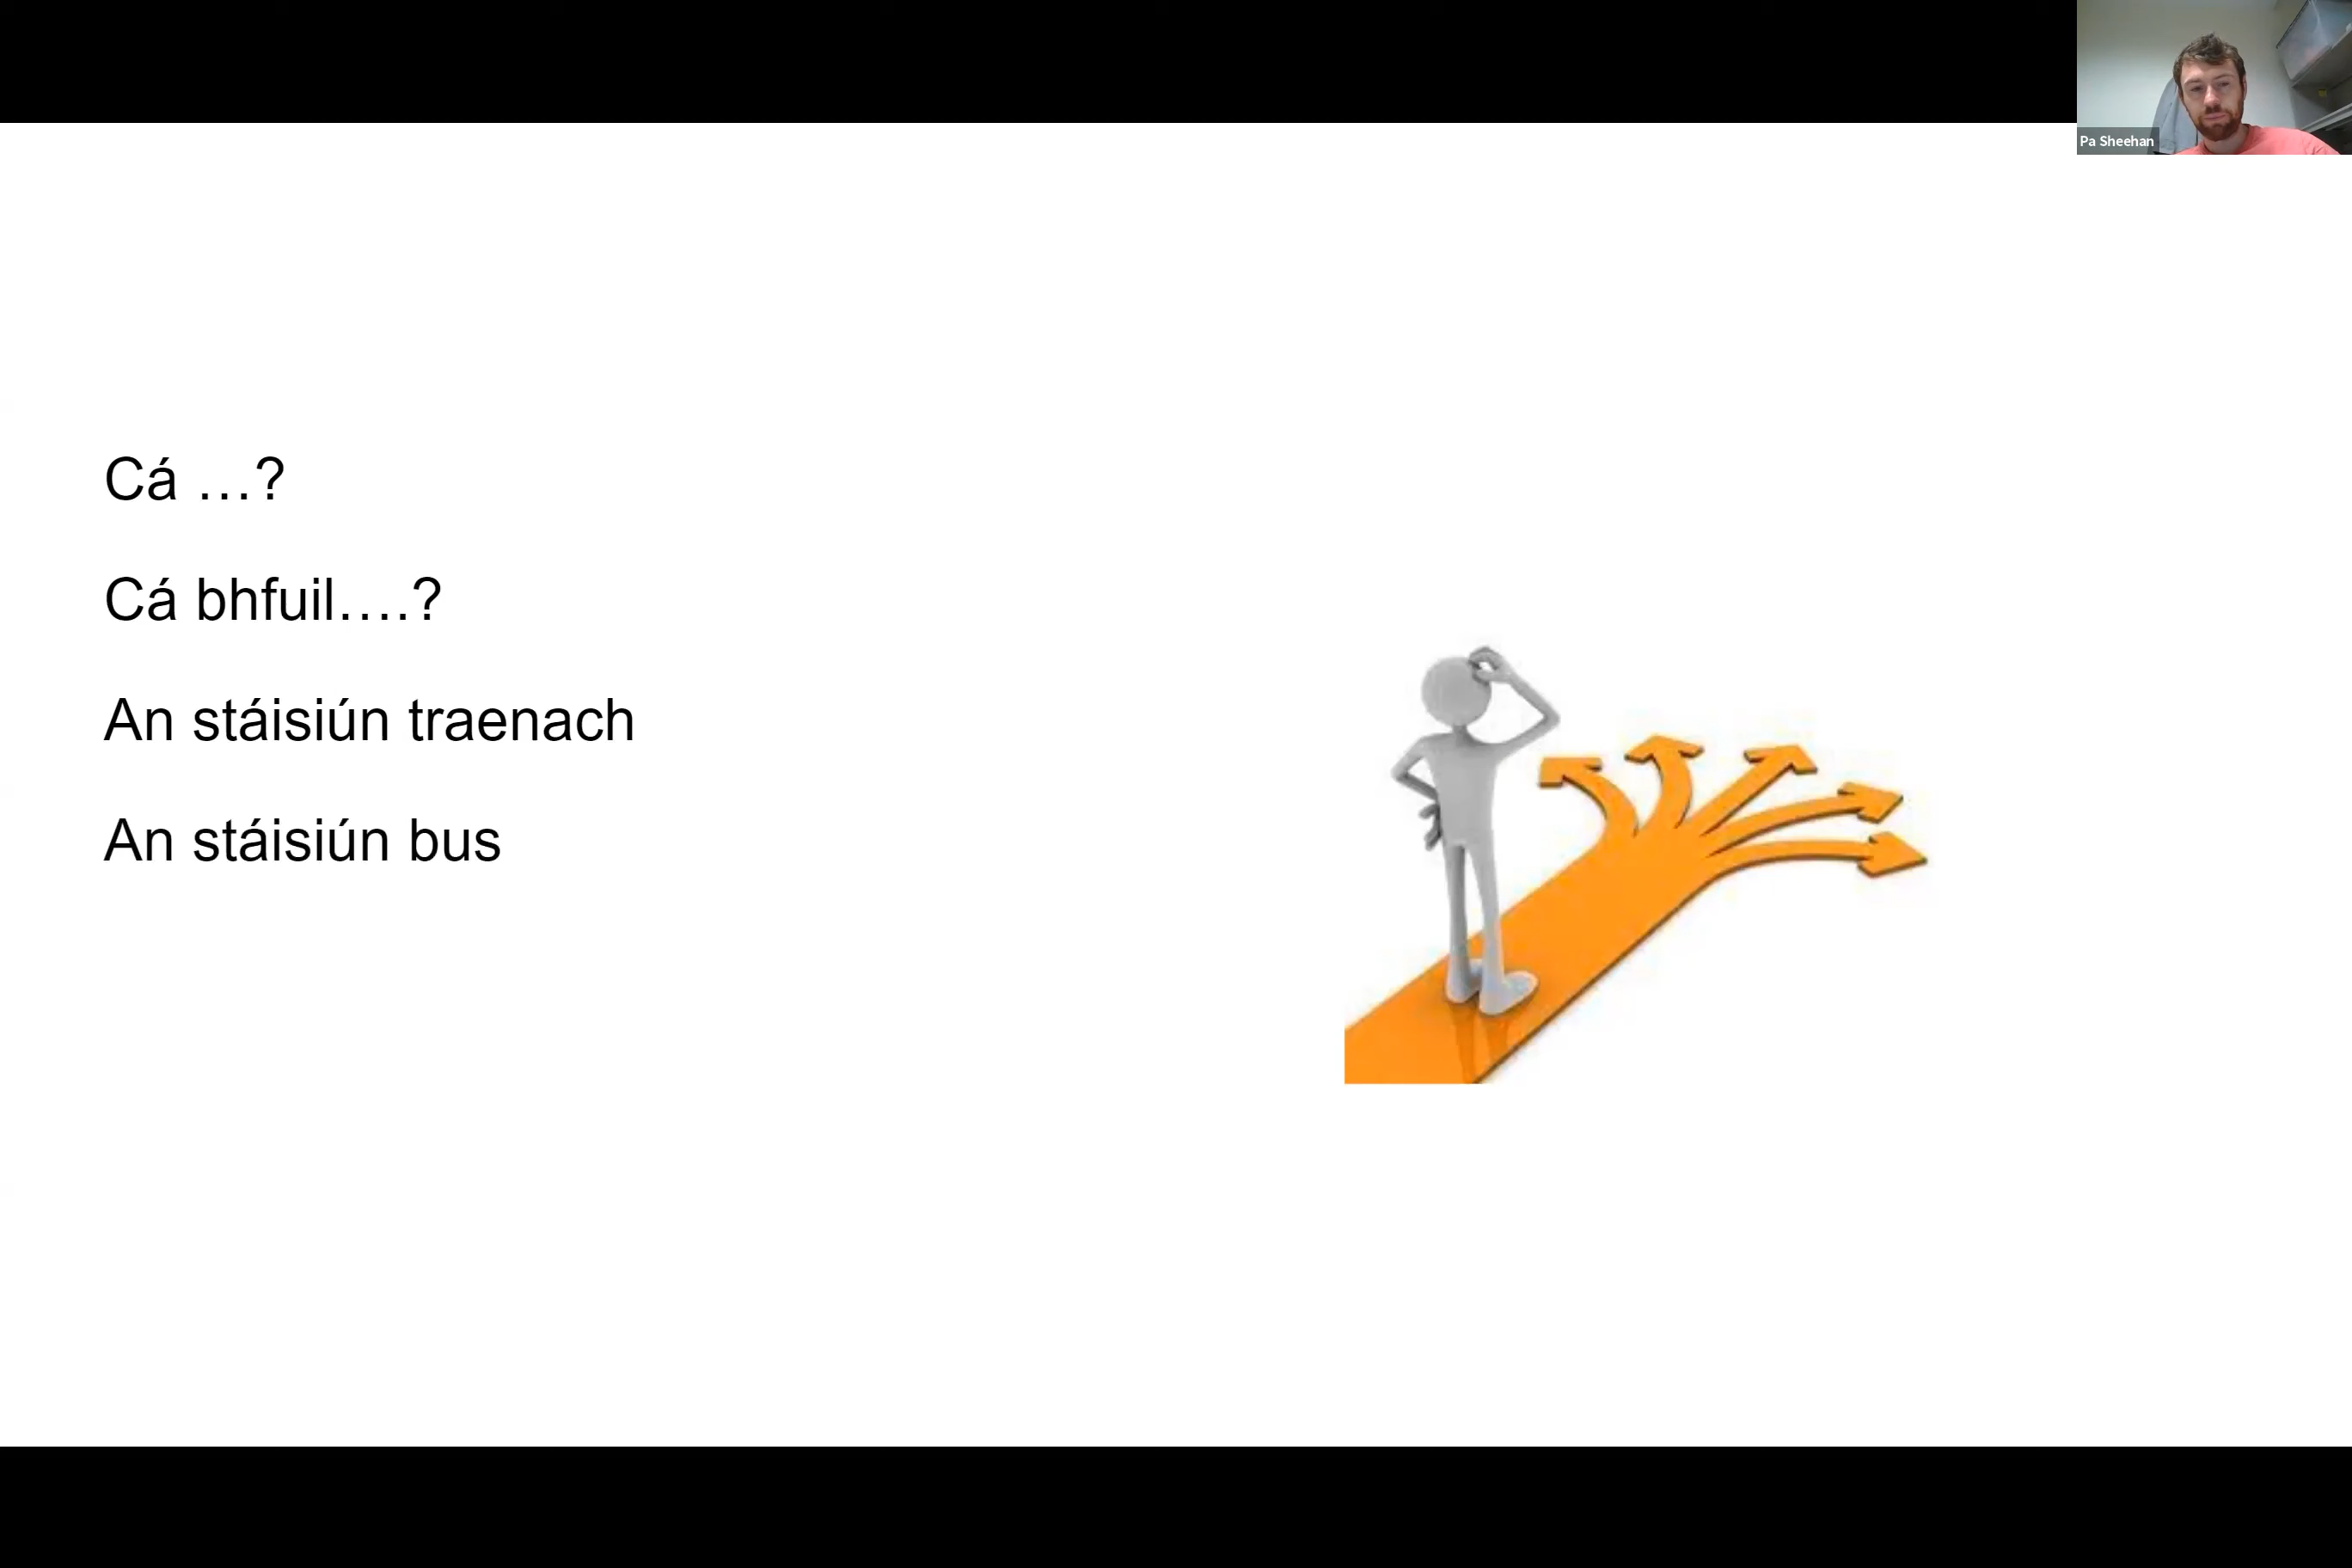 Pa Sheehan
Cá …?
Cá bhfuil….?
An stáisiún traenach
An stáisiún bus